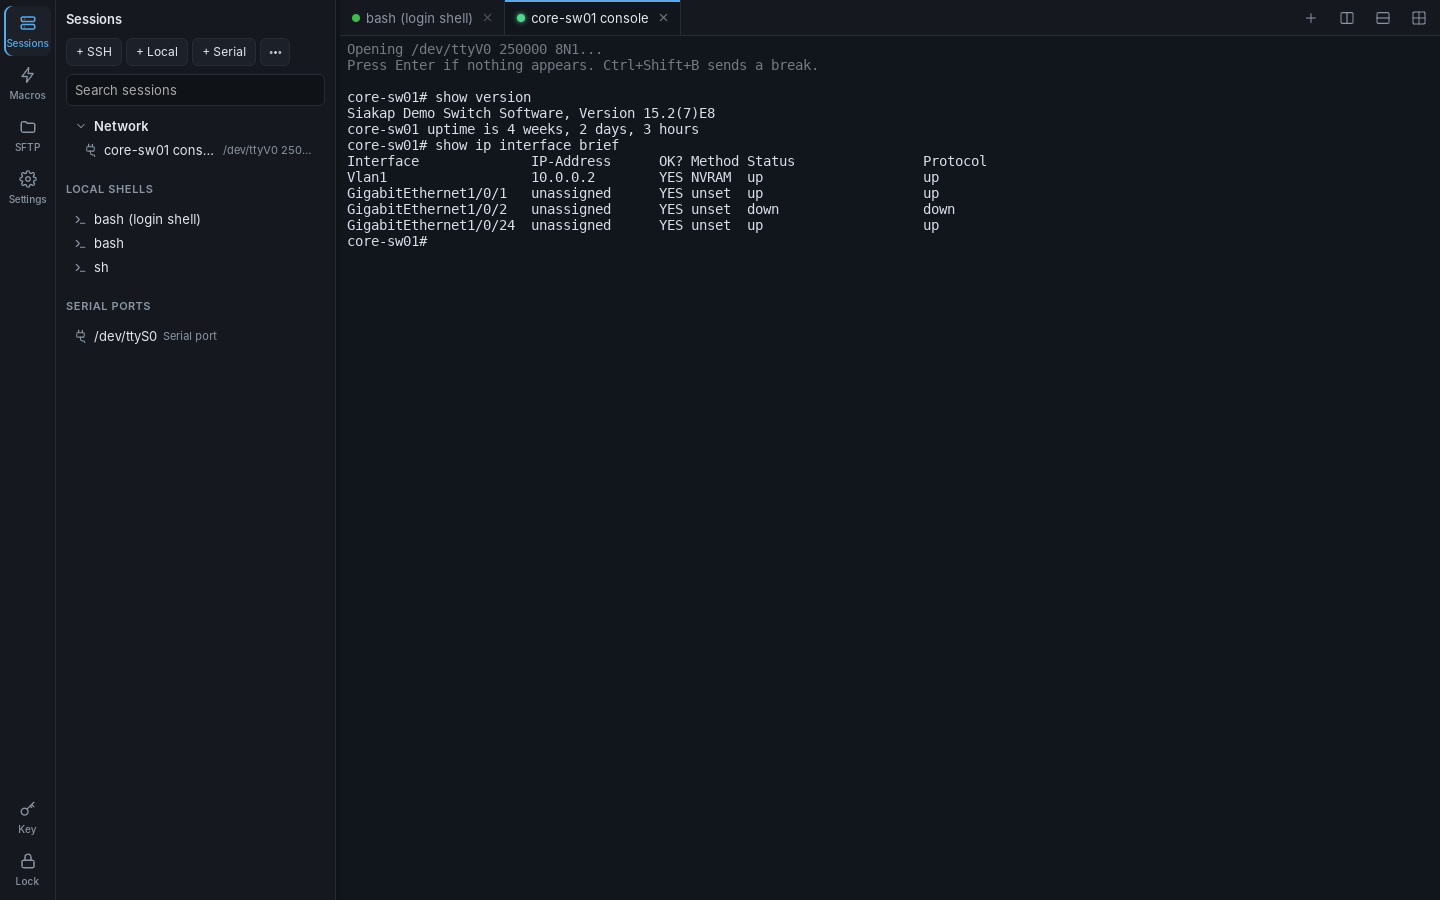 Sessions
Macros
SFTP
Settings
Key
Lock
Sessions
+ SSH
+ Local
+ Serial
Search sessions
Network
core-sw01 cons... /dev/ttyV0 250...
LOCAL SHELLS
bash (login shell)
bash
sh
SERIAL PORTS
/dev/ttyS0 Serial port
bash (login shell)
core-sw01 console
Opening /dev/ttyV0 250000 8N1...
Press Enter if nothing appears. Ctrl+Shift+B sends a break.
core-sw01# show version
Siakap Demo Switch Software, Version 15.2(7)E8
core-sw01 uptime is 4 weeks, 2 days, 3 hours
core-sw01# show ip interface brief
Interface              IP-Address      OK? Method Status                Protocol
Vlan1                  10.0.0.2        YES NVRAM  up                    up
GigabitEthernet1/0/1   unassigned      YES unset  up                    up
GigabitEthernet1/0/2   unassigned      YES unset  down                  down
GigabitEthernet1/0/24  unassigned      YES unset  up                    up
core-sw01#